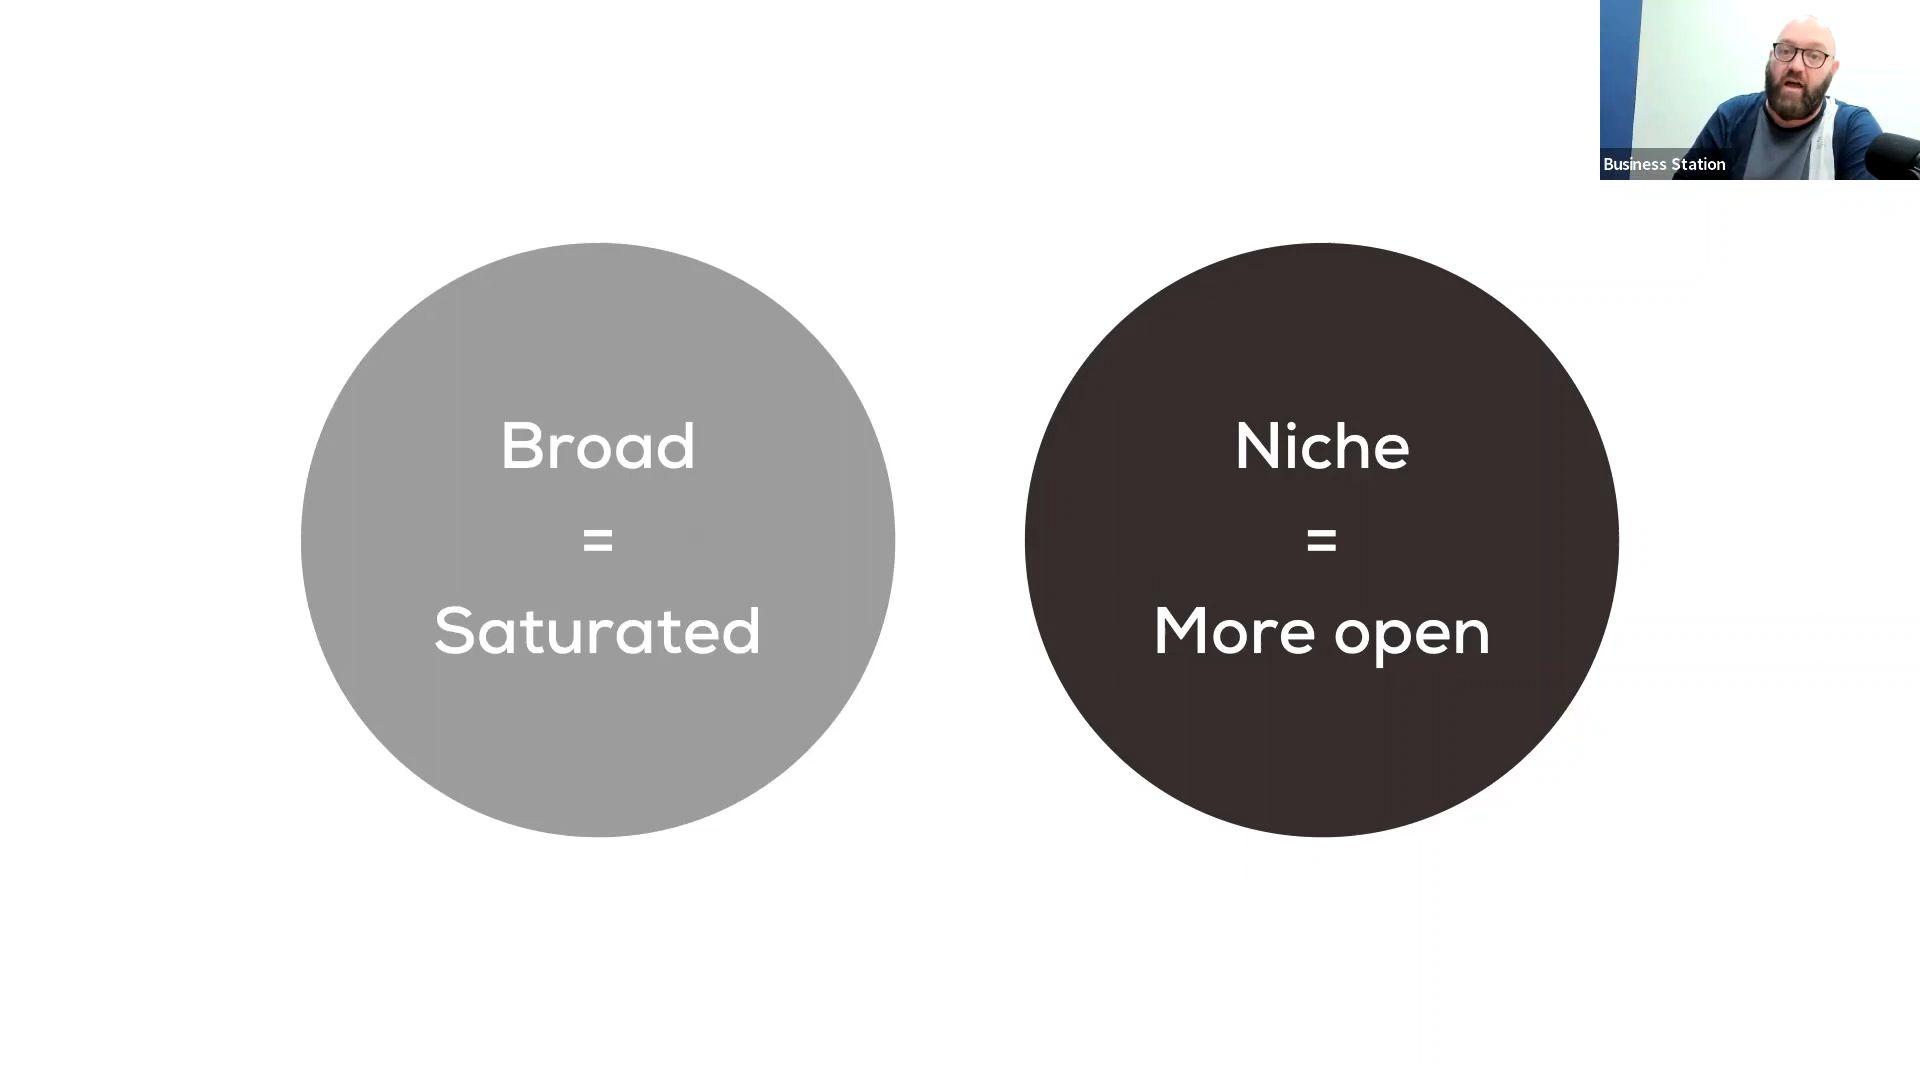 Business Station
Broad
=
Saturated
Niche
=
More open